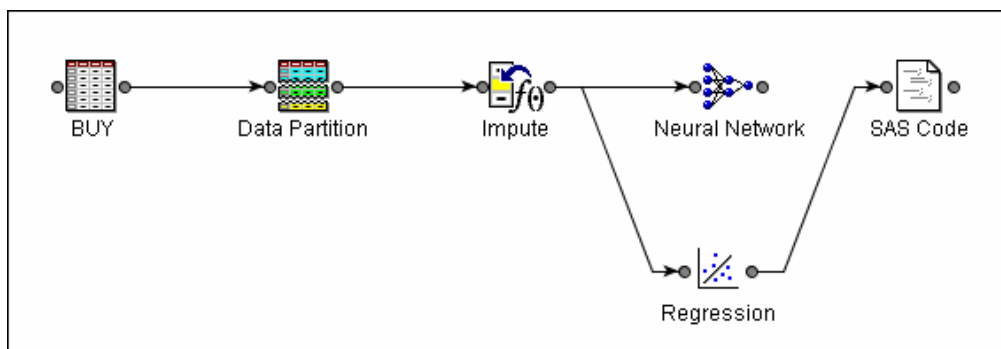 BUY
Data Partition
Impute
Neural Network
SAS Code
Regression